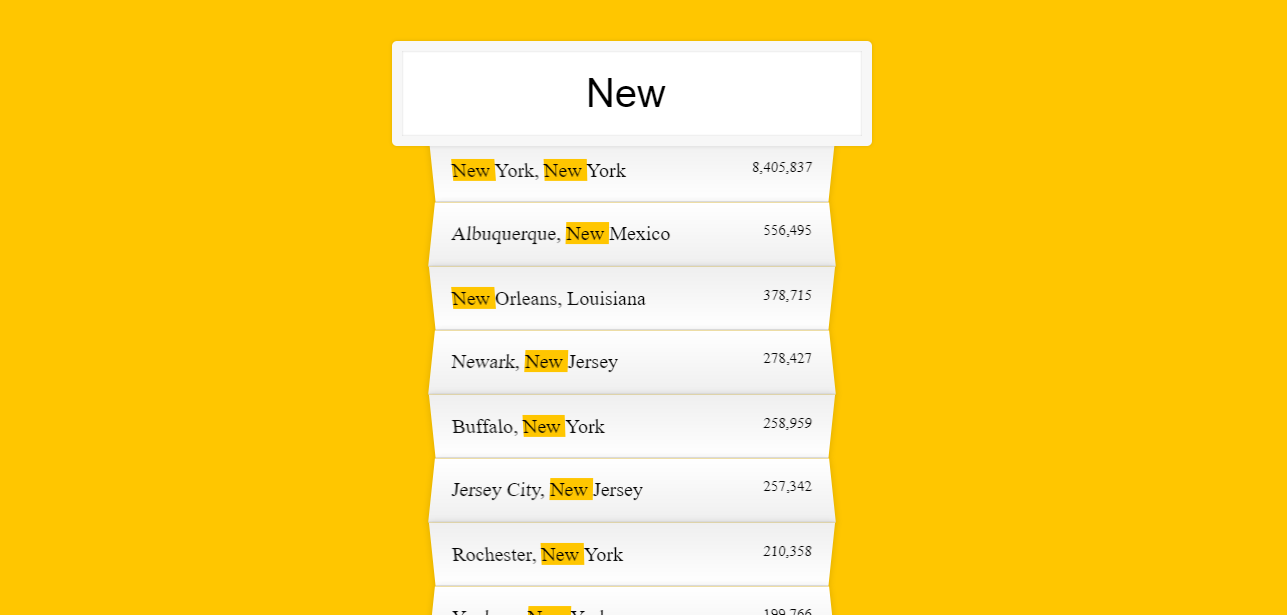 New
New York, New York 8,405,837
Albuquerque, New Mexico 556,495
New Orleans, Louisiana 378,715
Newark, New Jersey 278,427
Buffalo, New York 258,959
Jersey City, New Jersey 257,342
Rochester, New York 210,358
199,766